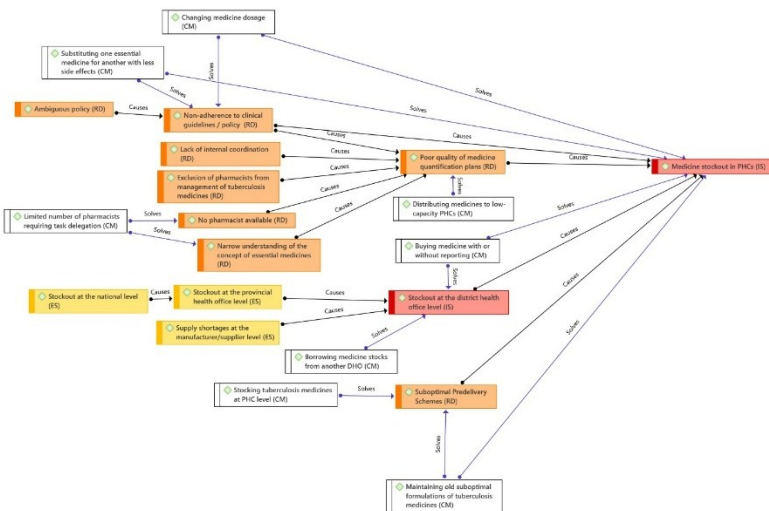 Changing medicine dosage
(CM)
Substituting one essential
medicine for another with less
side effects (CM)
Solves
Solves
Solves
Solves
Ambiguous policy (RD)
Causes
Non-adherence to clinical
guidelines / policy (RD)
Causes
Causes
Lack of internal coordination
(RD)
Causes
Poor quality of medicine
quantification plans (RD)
Causes
Medicine stockout in PHCs (IS)
Exclusion of pharmacists from
management of tuberculosis
medicines (RD)
Causes
Solves
Distributing medicines to low-
capacity PHCs (CM)
Limited number of pharmacists
requiring task delegation (CM)
Solves
Solves
No pharmacist available (RD)
Causes
Narrow understanding of the
concept of essential medicines
(RD)
Causes
Solves
Buying medicine with or
without reporting (CM)
Solves
Stockout at the national level
(ES)
Causes
Stockout at the provincial
health office level (ES)
Causes
Stockout at the district health
office level (IS)
Causes
Supply shortages at the
manufacturer/supplier level (ES)
Causes
Solves
Borrowing medicine stocks
from another DHO (CM)
Causes
Stocking tuberculosis medicines
at PHC level (CM)
Solves
Suboptimal Predelivery
Schemes (RD)
Solves
Solves
Maintaining old suboptimal
formulations of tuberculosis
medicines (CM)